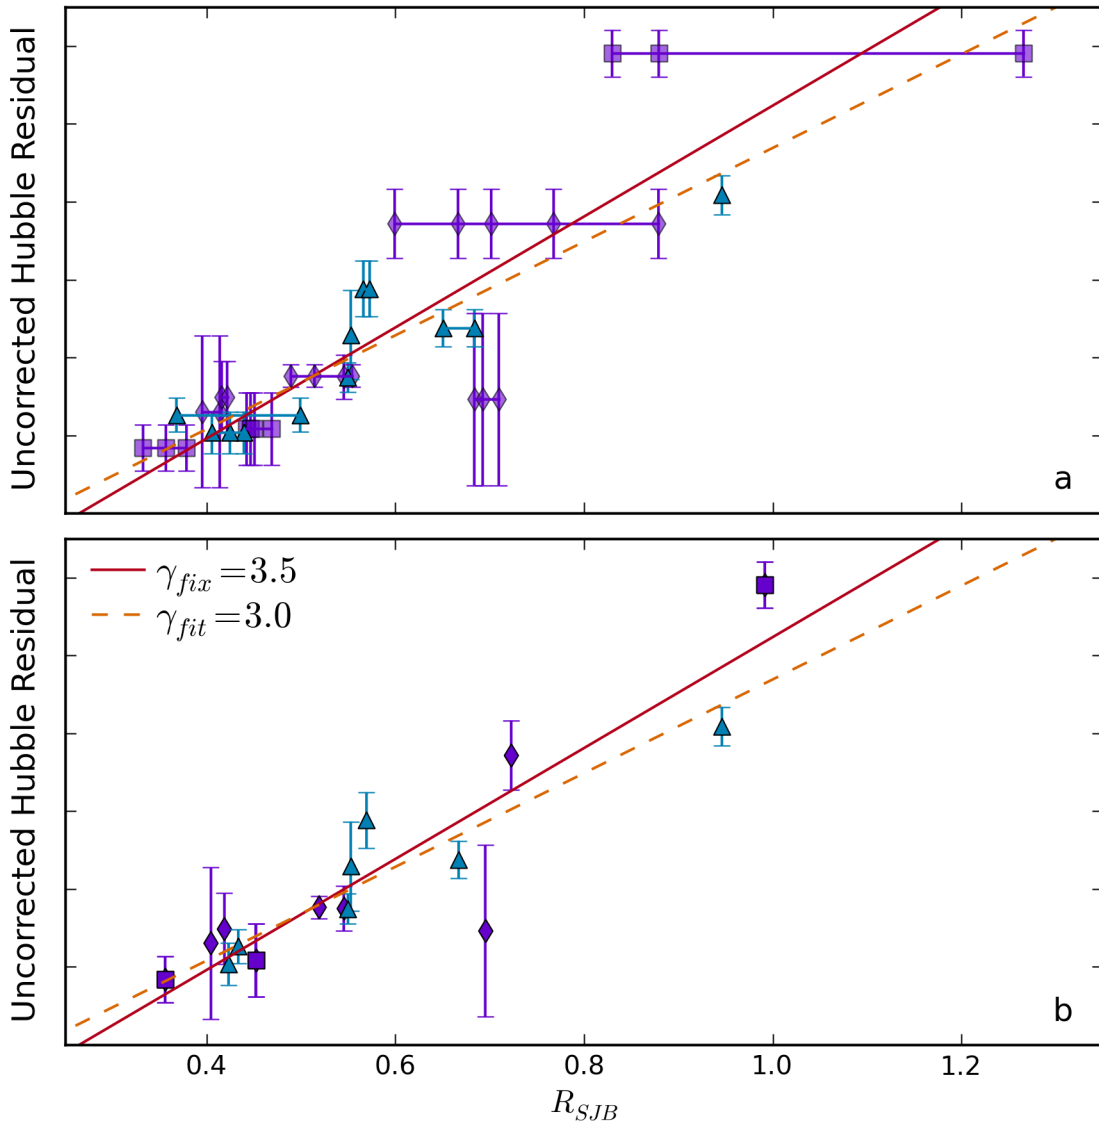 Uncorrected Hubble Residual
a
Uncorrected Hubble Residual
γ_fix=3.5
γ_fit=3.0
b
0.4 0.6 0.8 1.0 1.2
R_SJB